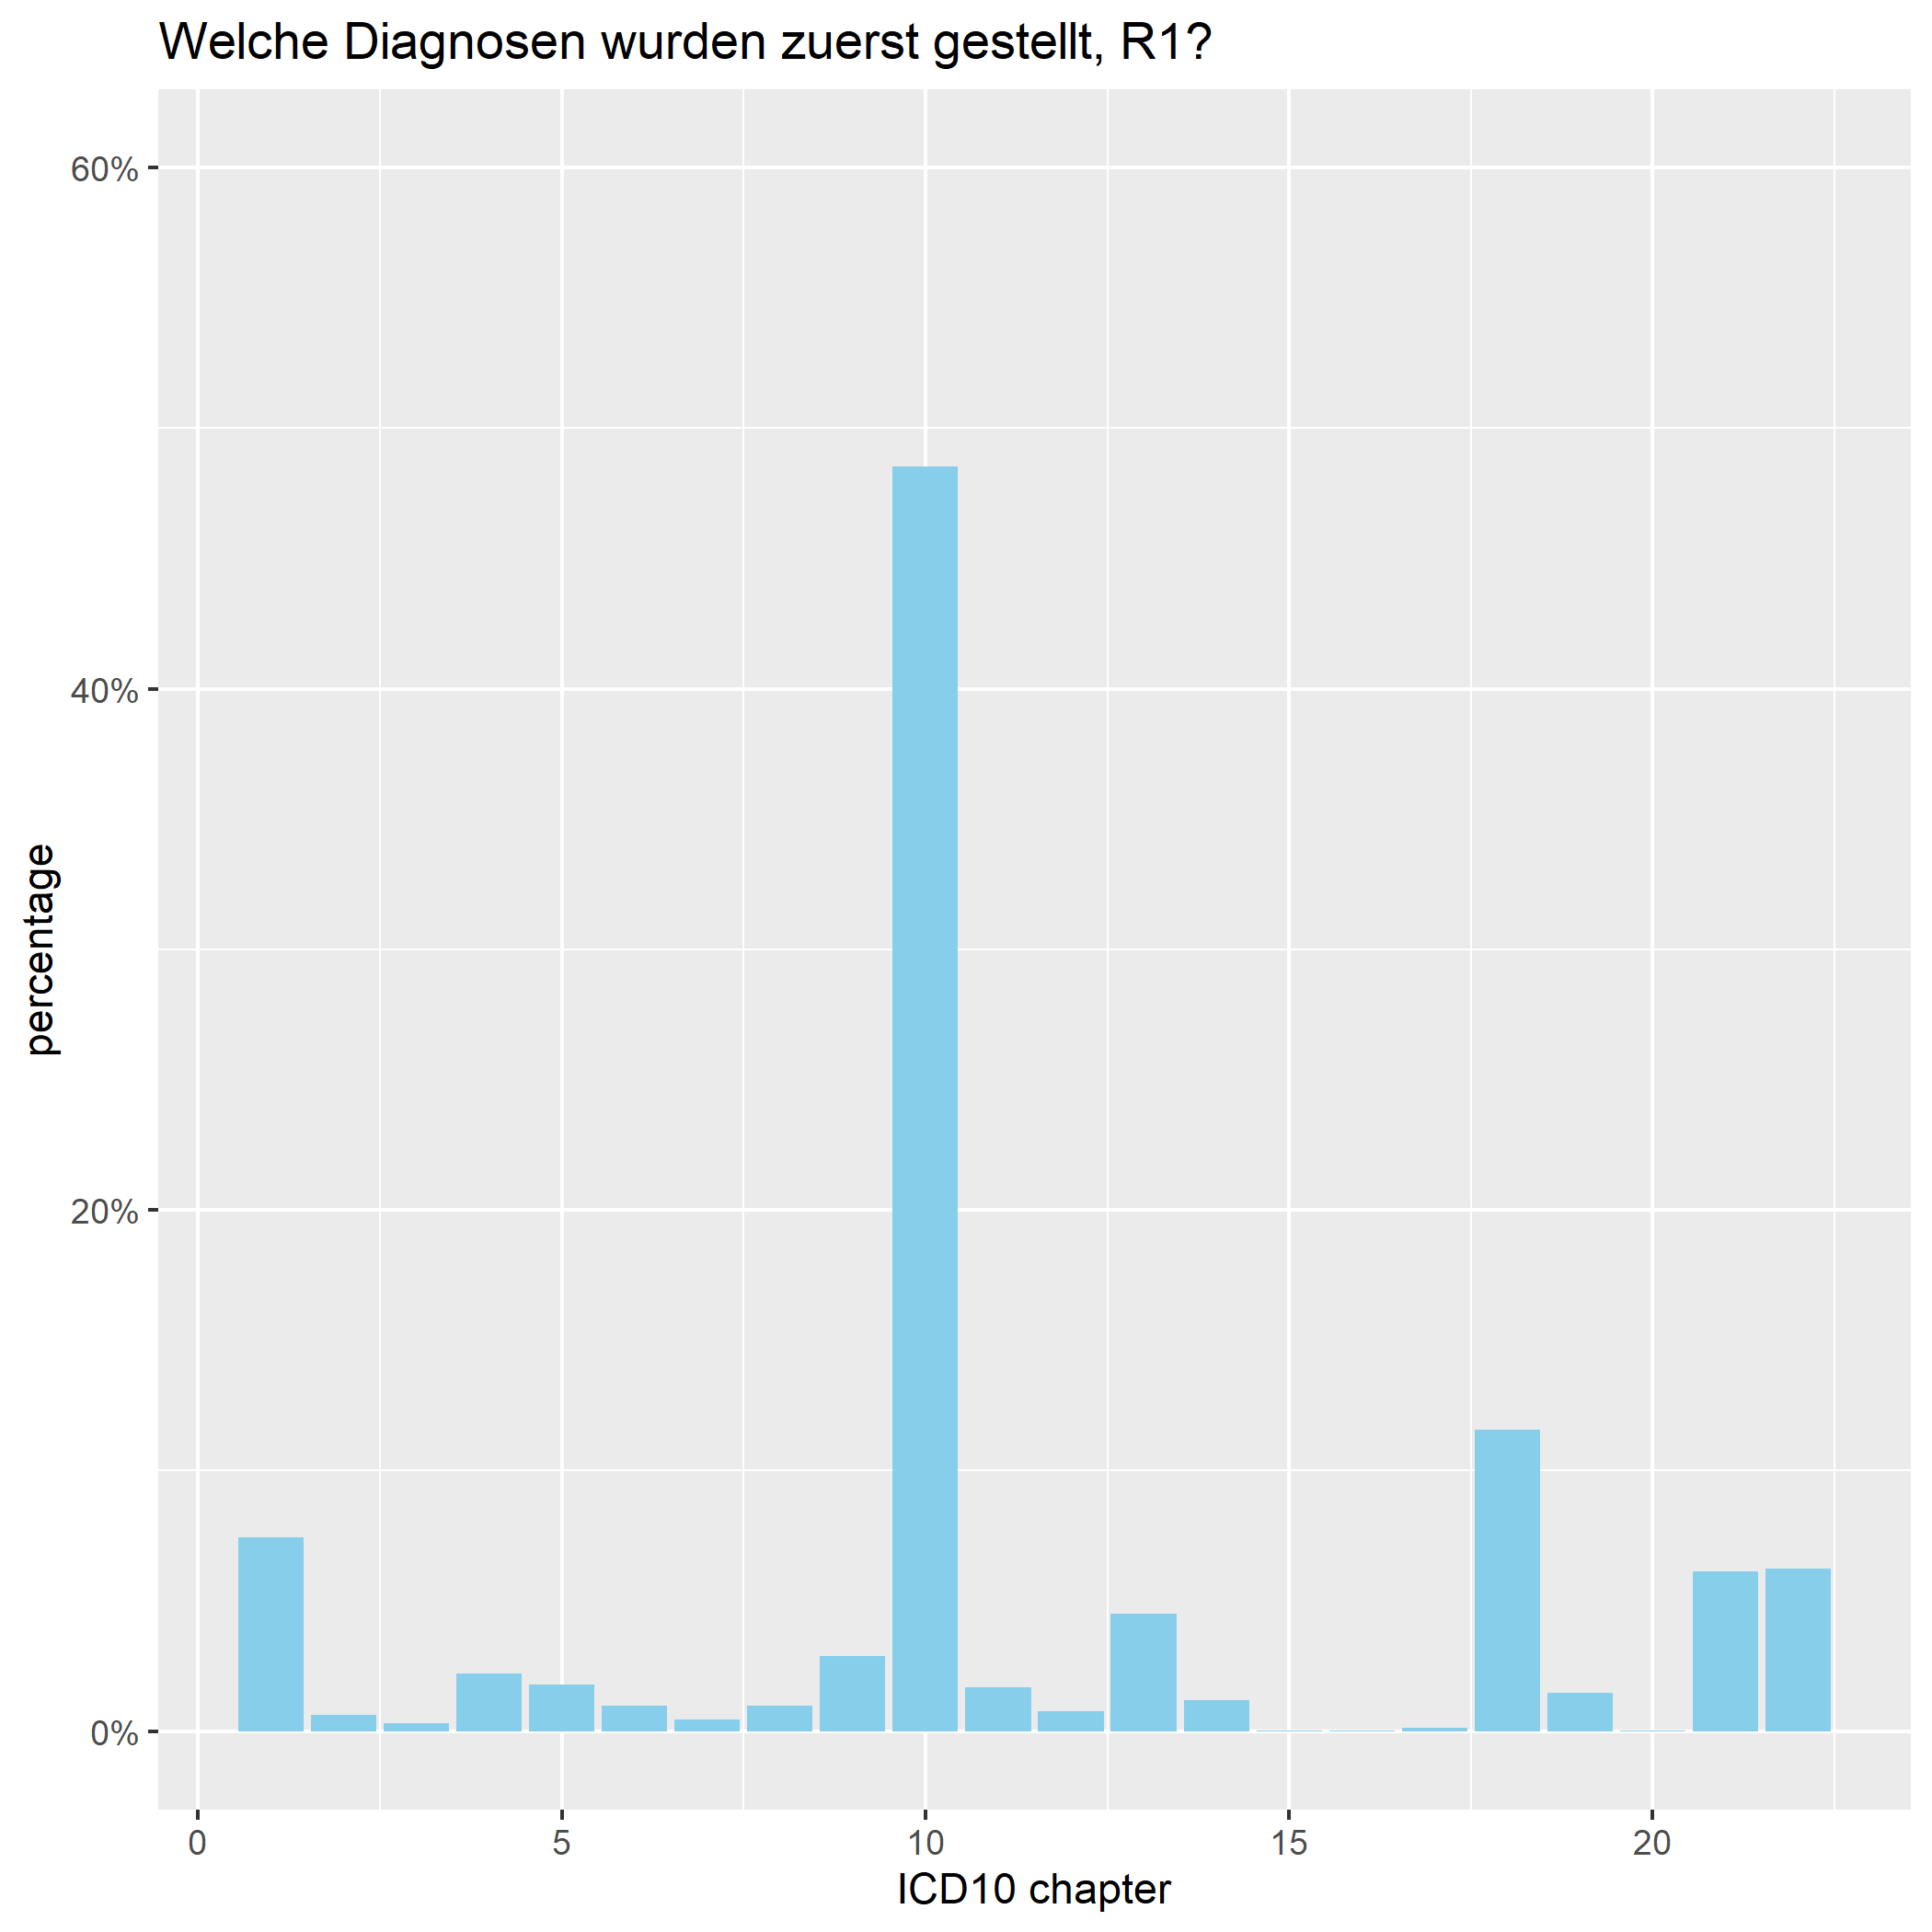 Welche Diagnosen wurden zuerst gestellt, R1?
60%
40%
20%
0%
percentage
0 5 10 15 20
ICD10 chapter